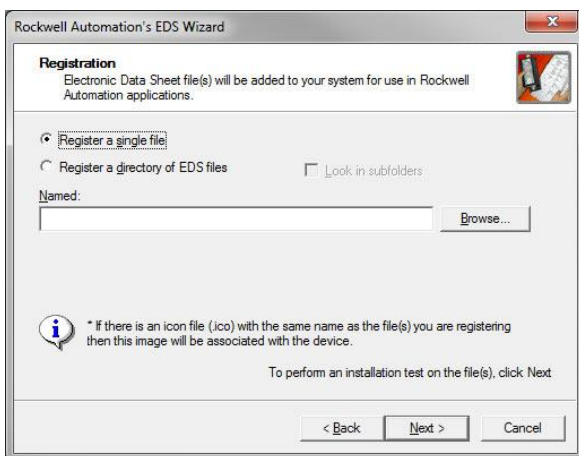 Rockwell Automation's EDS Wizard
Registration
Electronic Data Sheet file(s) will be added to your system for use in Rockwell
Automation applications.
Register a single file
Register a directory of EDS files
Look in subfolders
Named:
Browse...
* If there is an icon file (.ico) with the same name as the file(s) you are registering
then this image will be associated with the device.
To perform an installation test on the file(s), click Next
< Back
Next >
Cancel